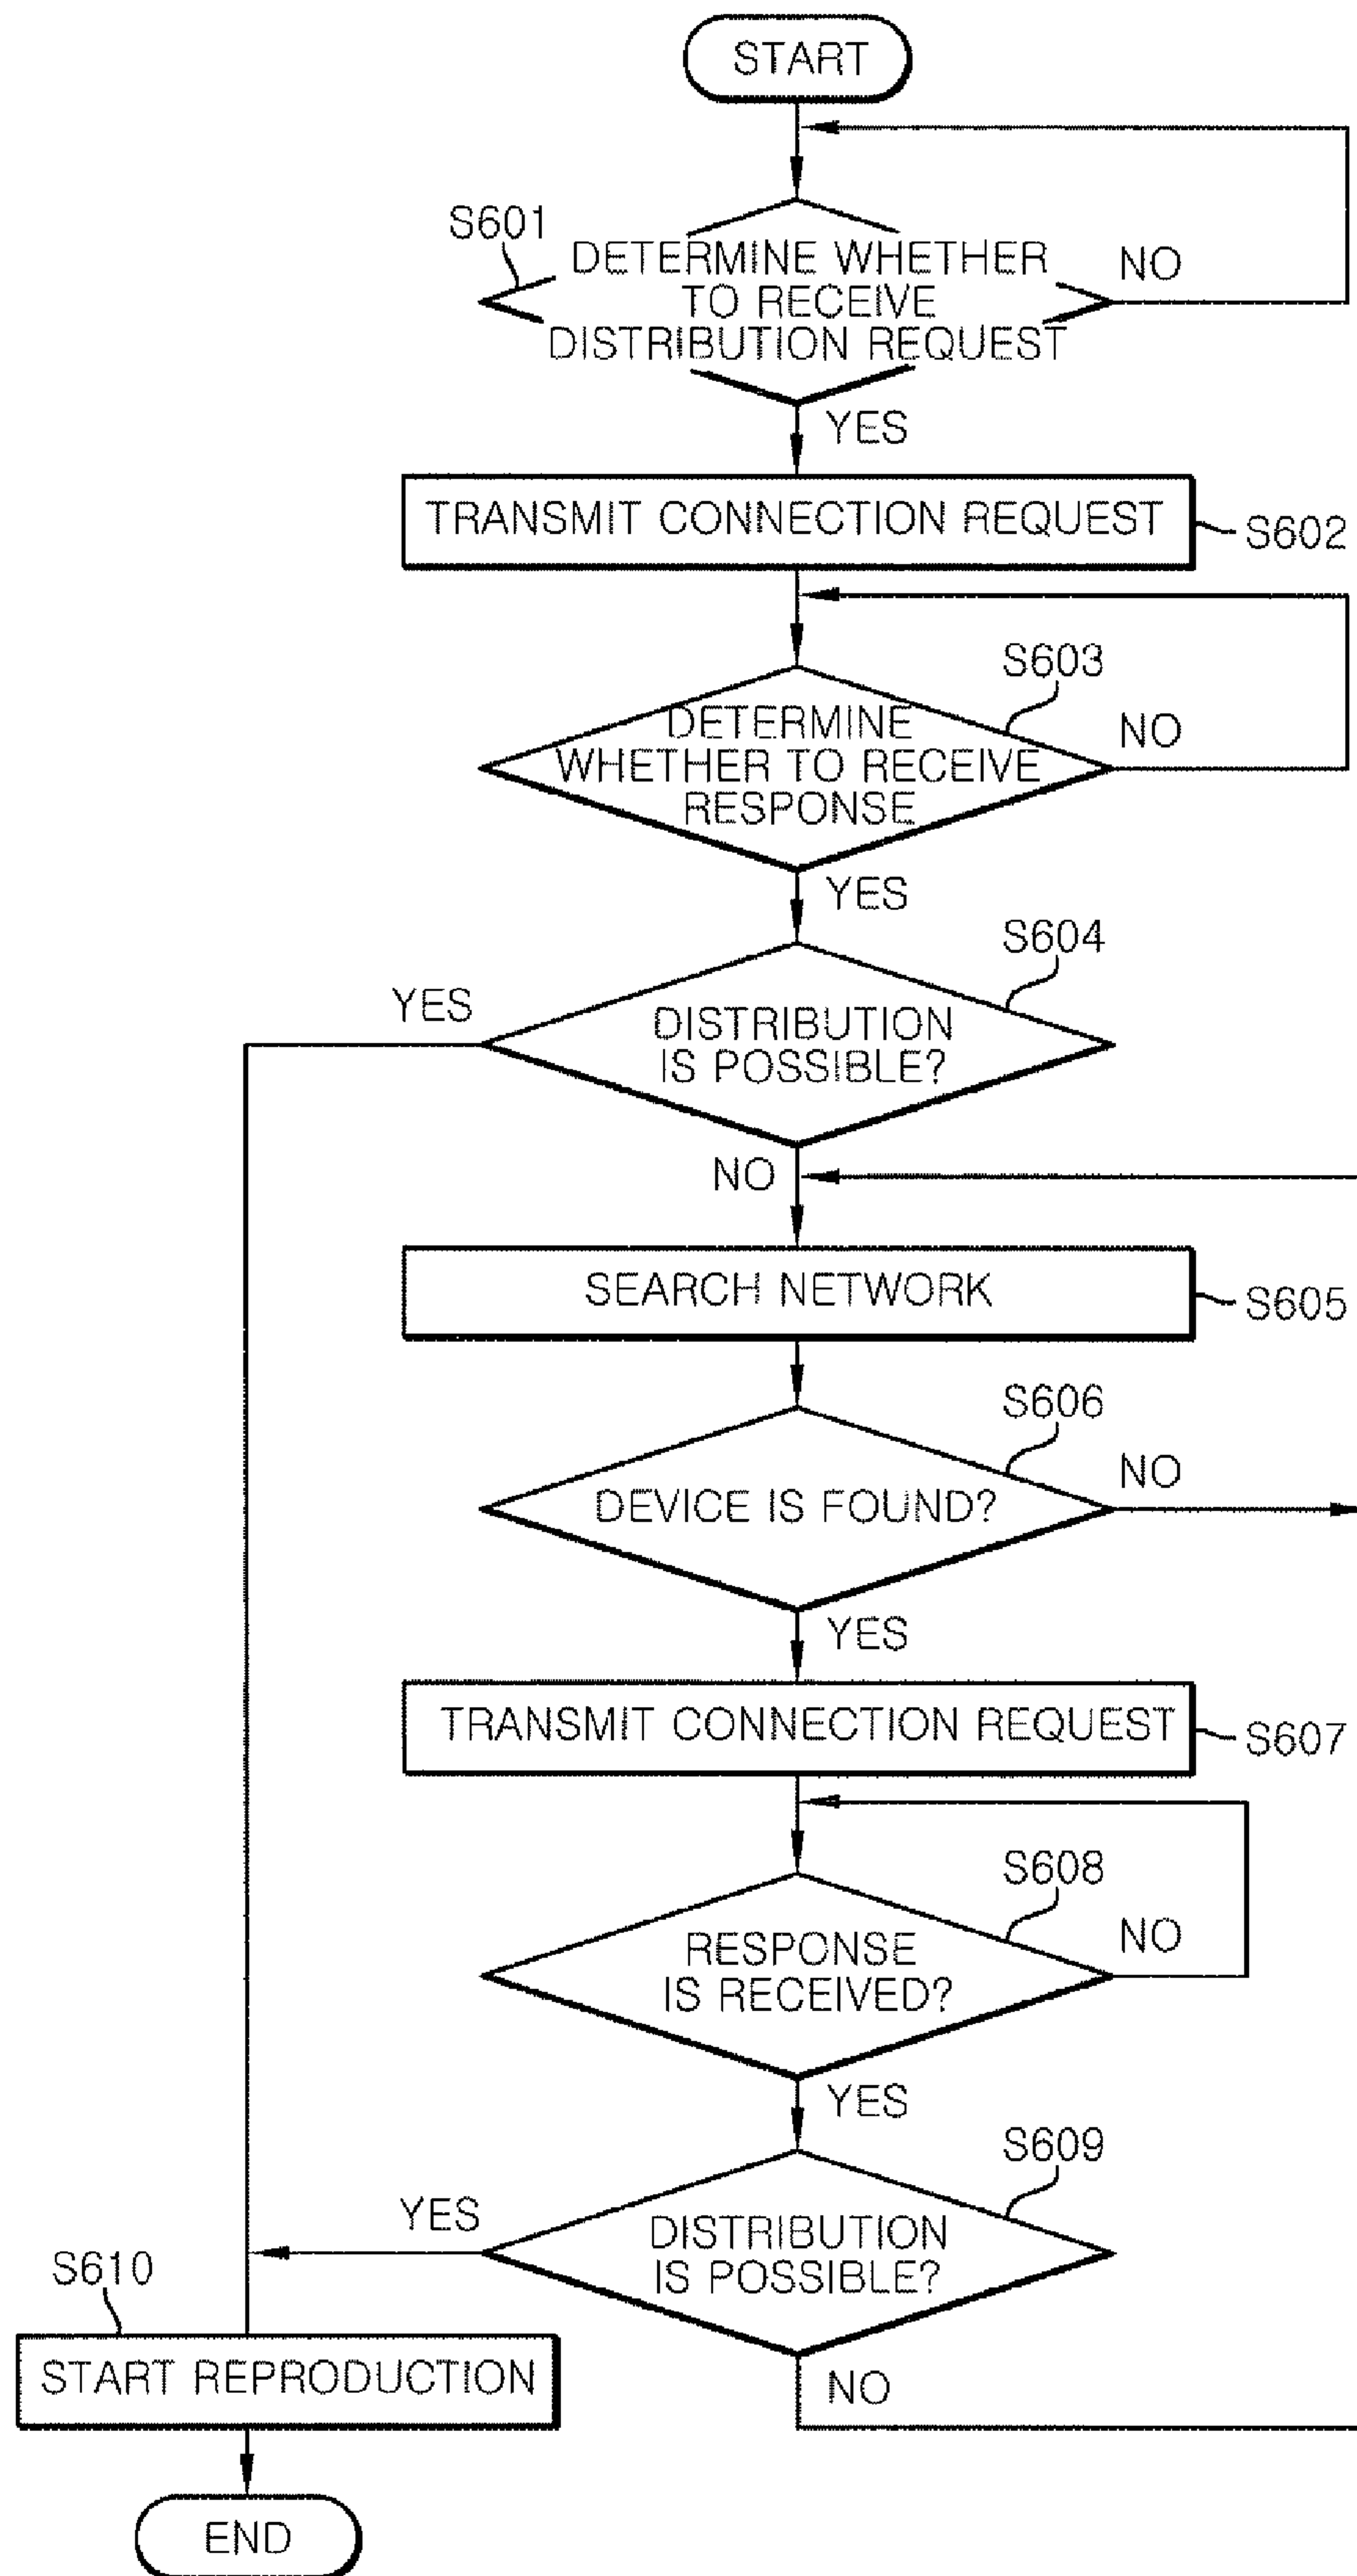 START
S601
DETERMINE WHETHER
TO RECEIVE
DISTRIBUTION REQUEST
NO
YES
TRANSMIT CONNECTION REQUEST
S602
S603
DETERMINE
WHETHER TO RECEIVE
RESPONSE
NO
YES
S604
YES
DISTRIBUTION
IS POSSIBLE?
NO
SEARCH NETWORK
S605
S606
NO
DEVICE IS FOUND?
YES
TRANSMIT CONNECTION REQUEST
S607
S608
NO
RESPONSE
IS RECEIVED?
YES
S609
YES
DISTRIBUTION
IS POSSIBLE?
S610
START REPRODUCTION
NO
END